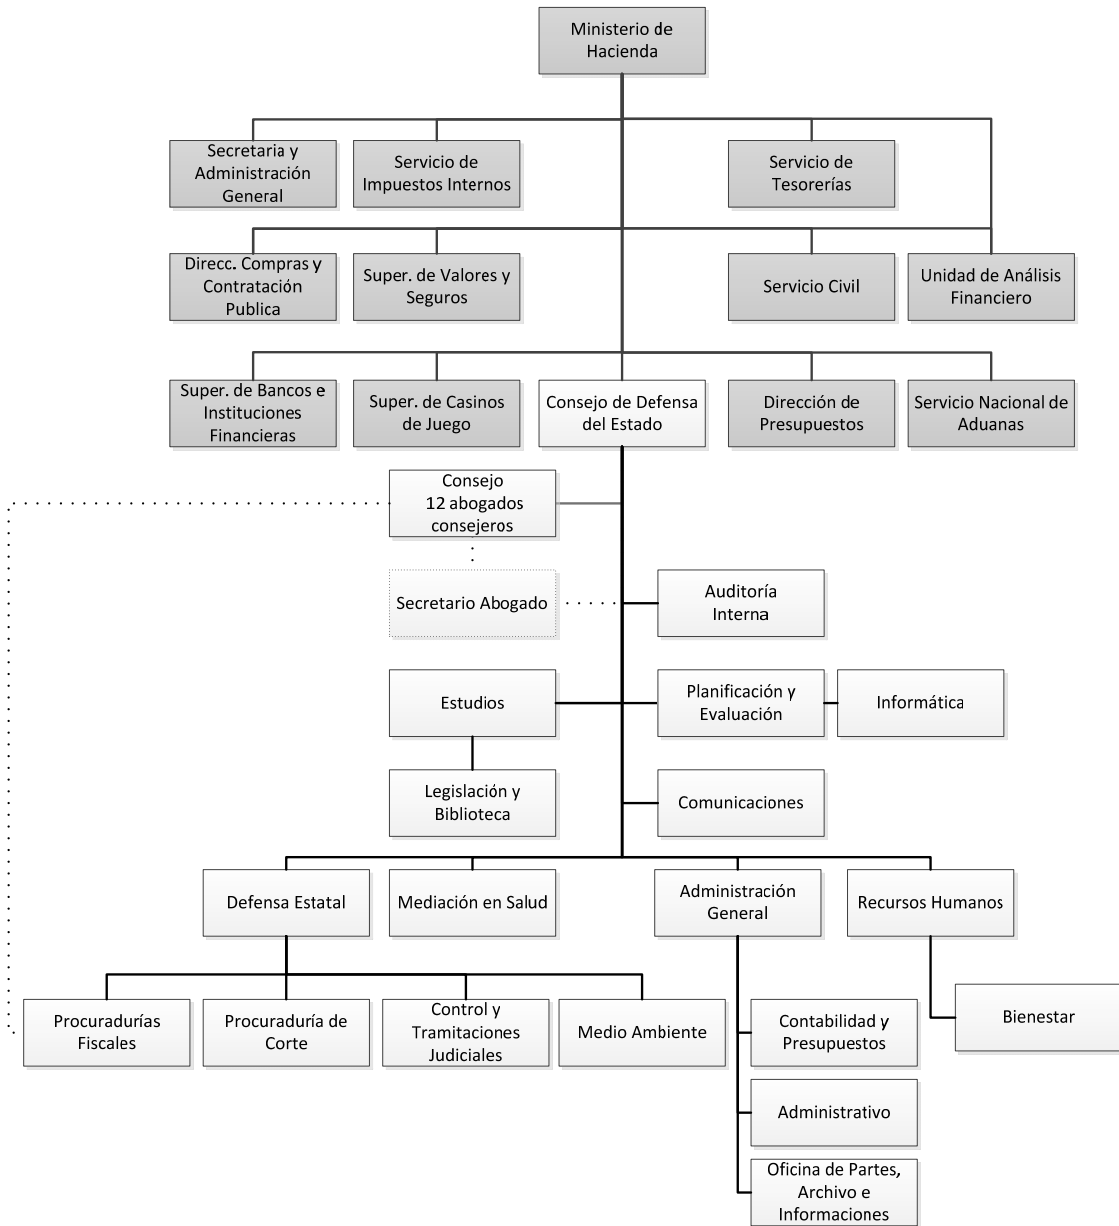 Ministerio de
Hacienda
Secretaria y
Administración
General
Servicio de
Impuestos Internos
Servicio de
Tesorerías
Direcc. Compras y
Contratación
Publica
Super. de Valores y
Seguros
Servicio Civil
Unidad de Análisis
Financiero
Super. de Bancos e
Instituciones
Financieras
Super. de Casinos
de Juego
Consejo de Defensa
del Estado
Dirección de
Presupuestos
Servicio Nacional de
Aduanas
Consejo
12 abogados
consejeros
Secretario Abogado
Auditoría
Interna
Estudios
Planificación y
Evaluación
Informática
Legislación y
Biblioteca
Comunicaciones
Defensa Estatal
Mediación en Salud
Administración
General
Recursos Humanos
Procuradurías
Fiscales
Procuraduría de
Corte
Control y
Tramitaciones
Judiciales
Medio Ambiente
Contabilidad y
Presupuestos
Bienestar
Administrativo
Oficina de Partes,
Archivo e
Informaciones